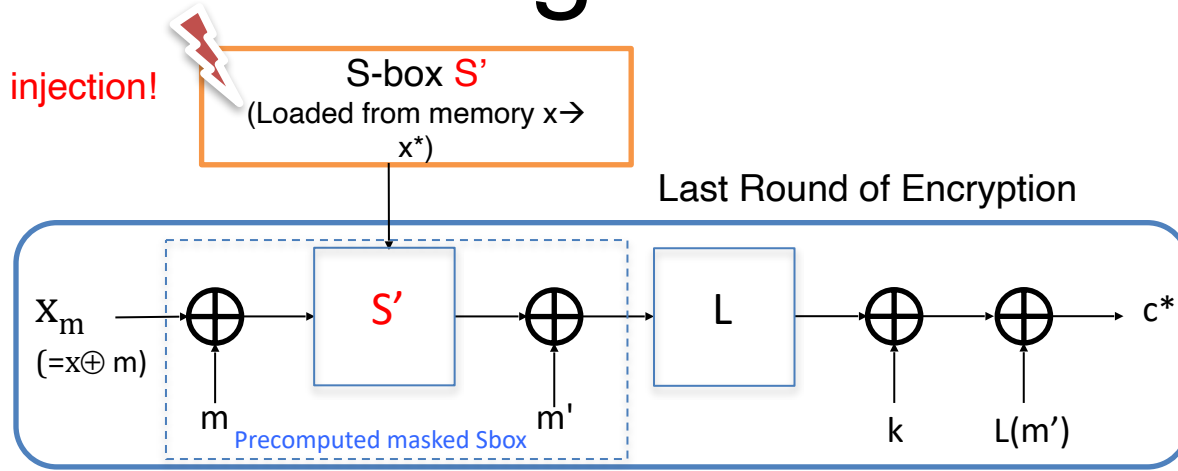 g
injection!
S-box S’
(Loaded from memory x→
x*)
Last Round of Encryption
xₘ
(=x⊕ m)
S’
L
c*
m
m'
k
L(m’)
Precomputed masked Sbox